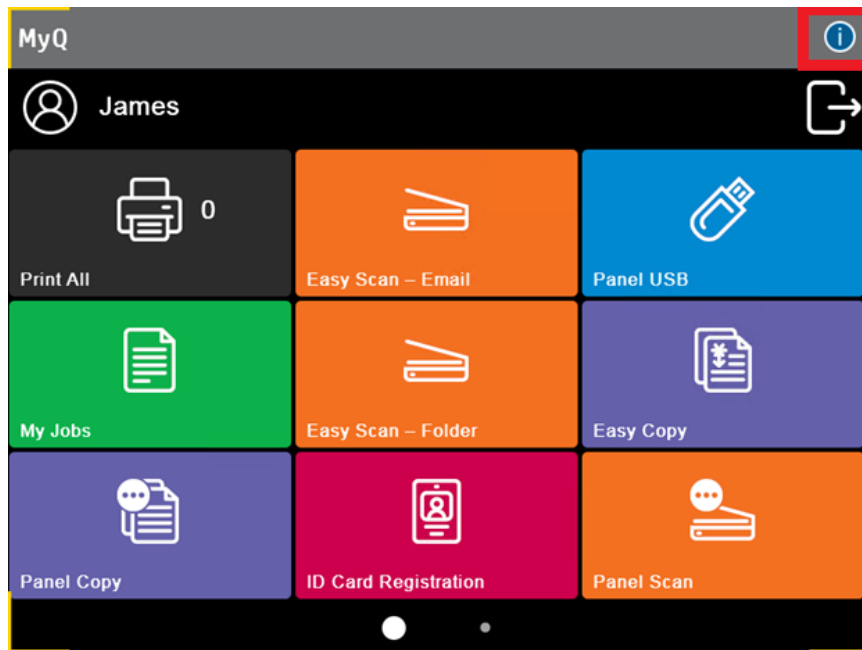 MyQ
James
0
Print All
Easy Scan – Email
Panel USB
My Jobs
Easy Scan – Folder
Easy Copy
Panel Copy
ID Card Registration
Panel Scan